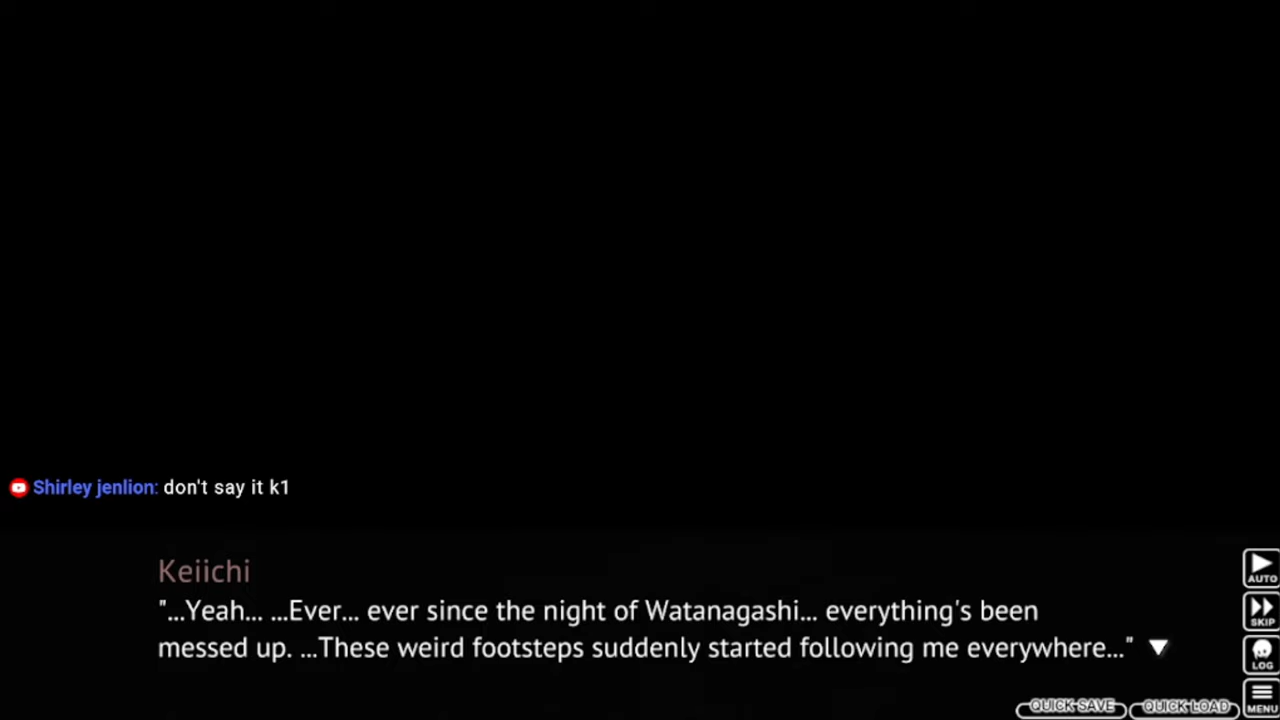 Shirley jenlion: don't say it k1
Keiichi
"...Yeah... ...Ever... ever since the night of Watanagashi... everything's been
messed up. ...These weird footsteps suddenly started following me everywhere..."
AUTO
SKIP
LOG
MENU
QUICK SAVE QUICK LOAD